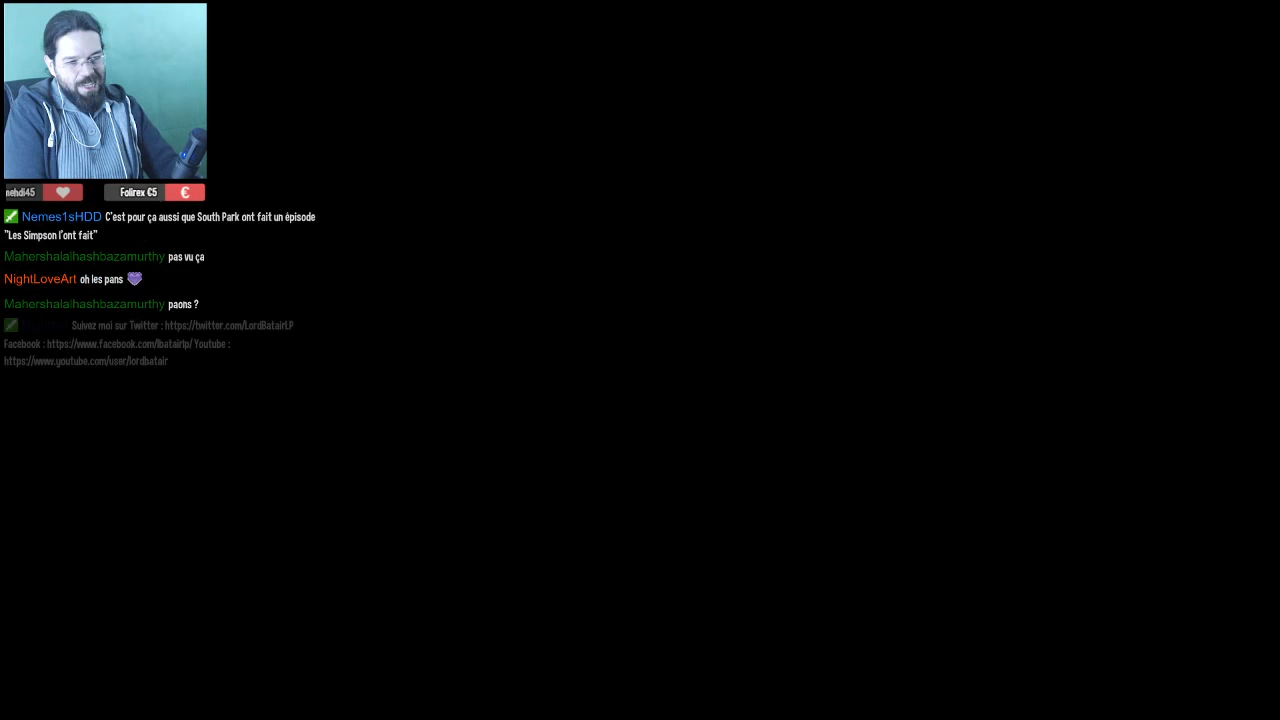 nehdi45 Folirex €5 €
Nemes1sHDD C'est pour ça aussi que South Park ont fait un épisode
"Les Simpson l'ont fait"
Mahershalalhashbazamurthy pas vu ça
NightLoveArt oh les pans
Mahershalalhashbazamurthy paons ?
Suivez moi sur Twitter : https://twitter.com/LordBatairLP
Facebook : https://www.facebook.com/lbatairlp/ Youtube :
https://www.youtube.com/user/lordbatair